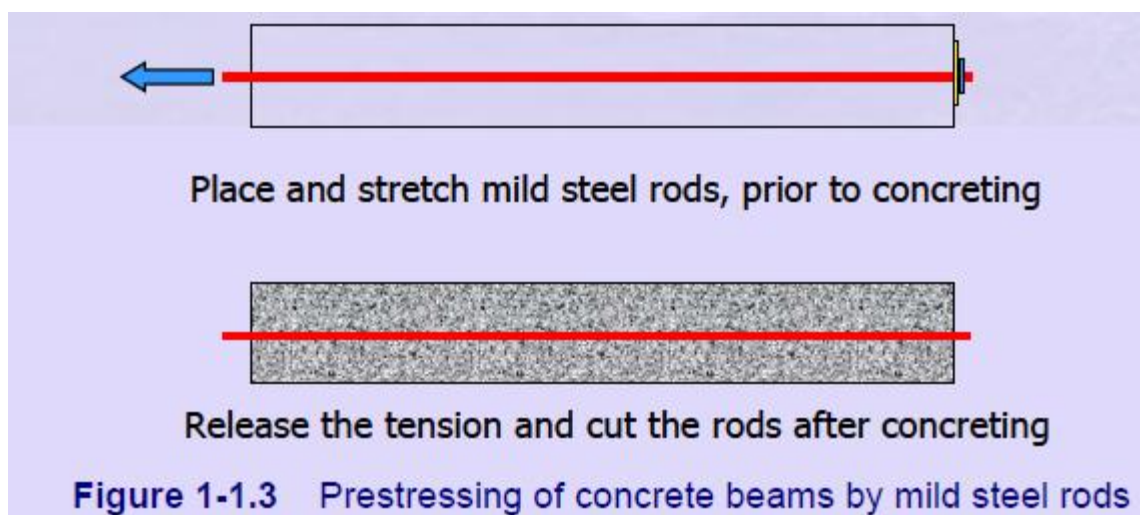 Place and stretch mild steel rods, prior to concreting
Release the tension and cut the rods after concreting
Figure 1-1.3 Prestressing of concrete beams by mild steel rods